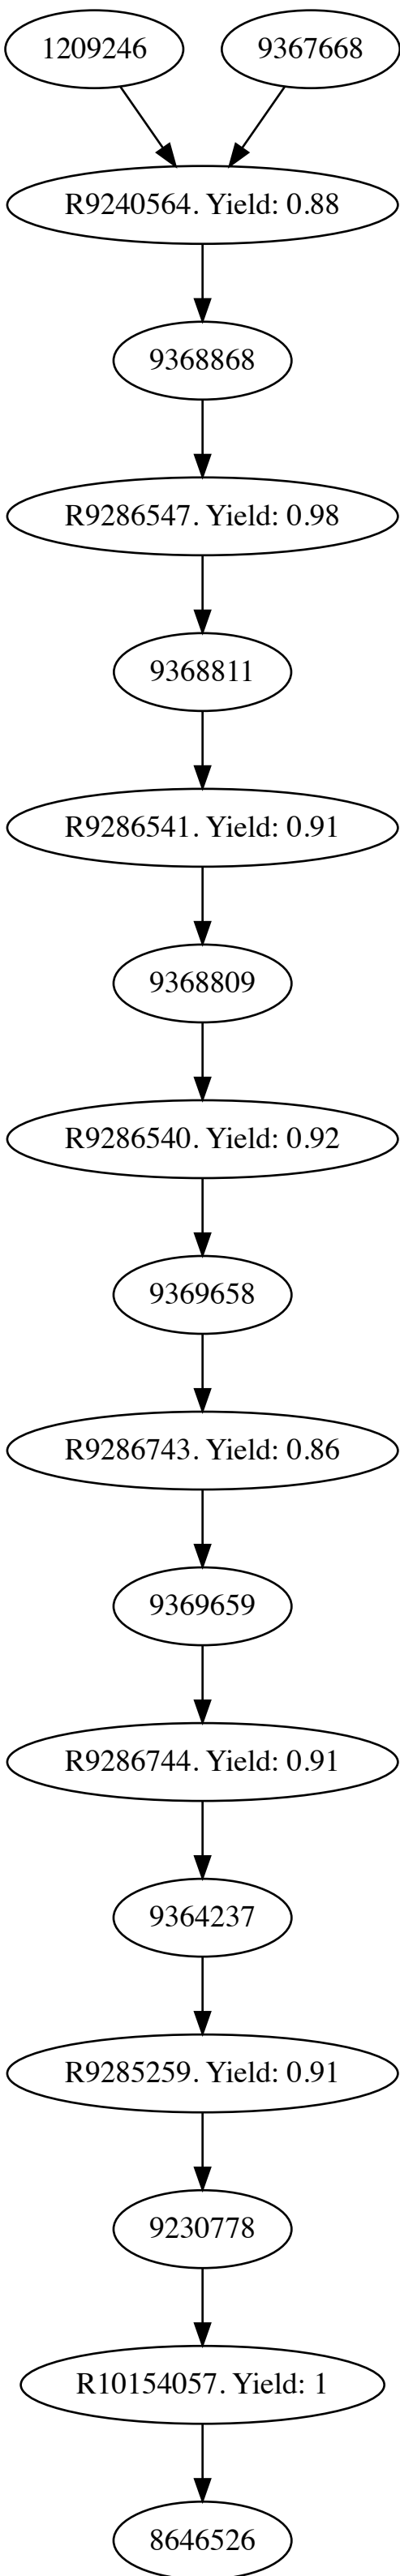 1209246 9367668
R9240564. Yield: 0.88
9368868
R9286547. Yield: 0.98
9368811
R9286541. Yield: 0.91
9368809
R9286540. Yield: 0.92
9369658
R9286743. Yield: 0.86
9369659
R9286744. Yield: 0.91
9364237
R9285259. Yield: 0.91
9230778
R10154057. Yield: 1
8646526